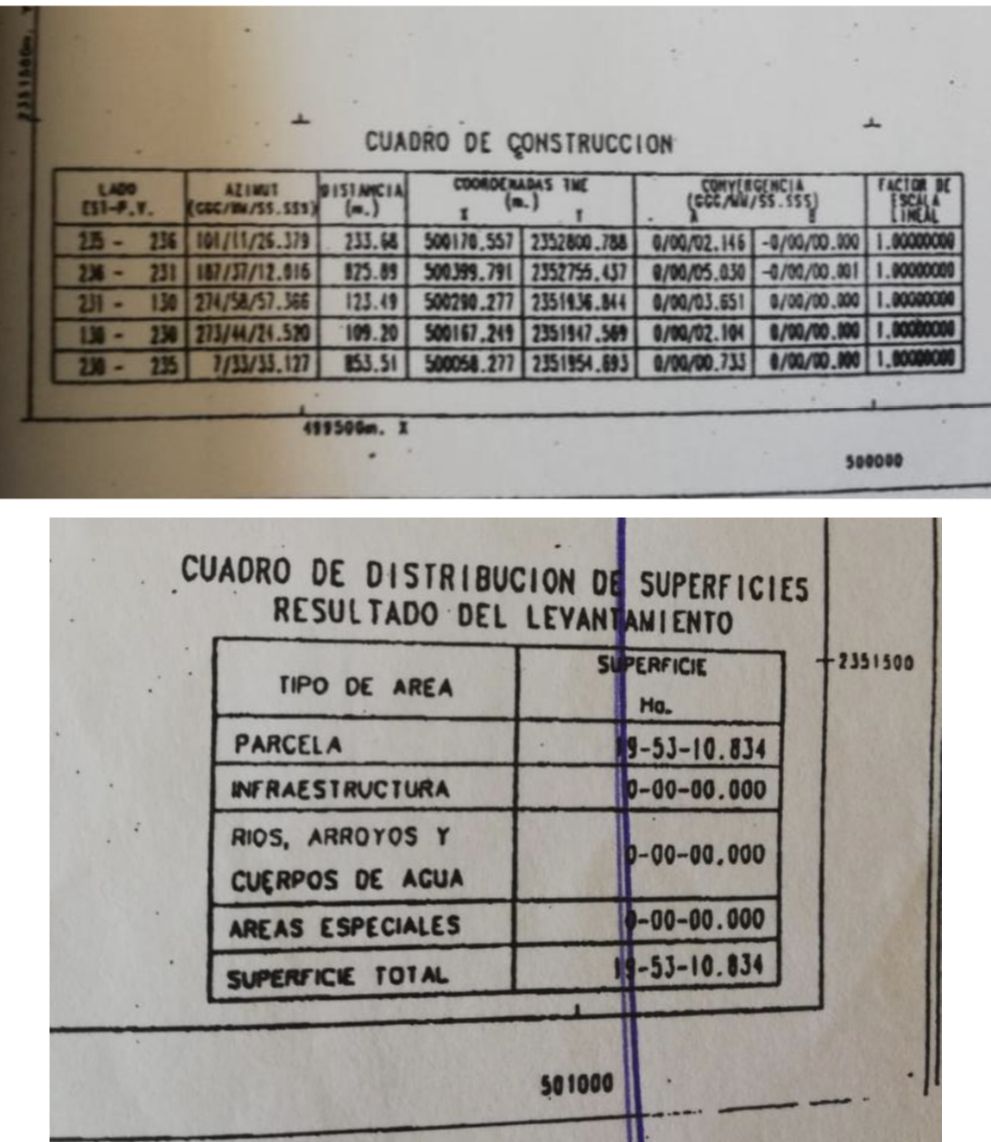 2351500m. Y
CUADRO DE CONSTRUCCION
LADO AZIMUT DISTANCIA COORDENADAS TME CONVERGENCIA FACTOR DE
EST-P.V. (GGG/MM/SS.SSS) (m.) (m.) (GGG/MM/SS.SSS) ESCALA
X Y A B LINEAL
235 - 236 101/11/26.379 233.68 500170.557 2352800.788 0/00/02.146 -0/00/00.000 1.00000000
236 - 231 187/37/12.016 825.89 500399.791 2352755.437 0/00/05.030 -0/00/00.001 1.00000000
231 - 130 274/58/57.366 123.49 500290.277 2351936.844 0/00/03.651 0/00/00.000 1.00000000
130 - 230 273/44/24.520 109.20 500167.249 2351947.569 0/00/02.104 0/00/00.000 1.00000000
230 - 235 7/33/33.127 853.51 500058.277 2351954.693 0/00/00.733 0/00/00.000 1.00000000
499500m. X
500000
CUADRO DE DISTRIBUCION DE SUPERFICIES
RESULTADO DEL LEVANTAMIENTO
TIPO DE AREA SUPERFICIE
Ha.
2351500
PARCELA 19-53-10.834
INFRAESTRUCTURA 0-00-00.000
RIOS, ARROYOS Y
CUERPOS DE AGUA 0-00-00.000
AREAS ESPECIALES 0-00-00.000
SUPERFICIE TOTAL 19-53-10.834
501000